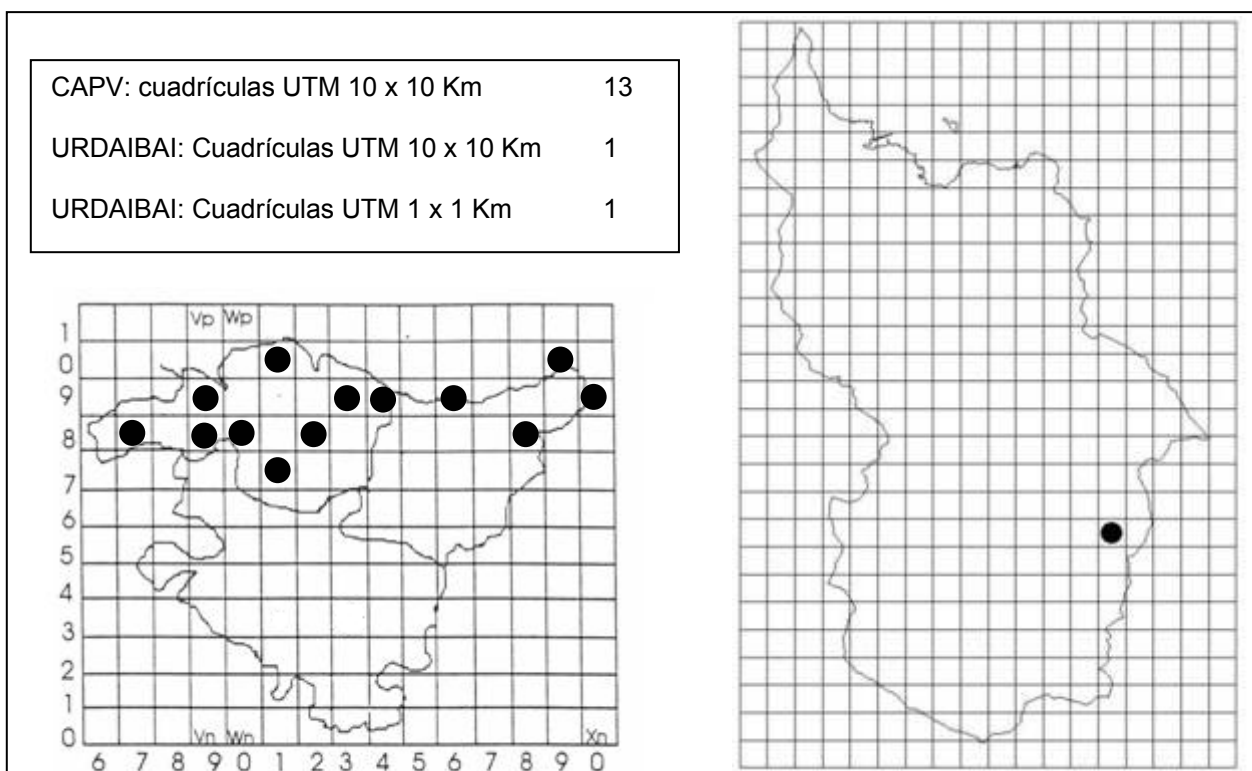 CAPV: cuadrículas UTM 10 x 10 Km 13
URDAIBAI: Cuadrículas UTM 10 x 10 Km 1
URDAIBAI: Cuadrículas UTM 1 x 1 Km 1
Vp Wp
1
0
9
8
7
6
5
4
3
2
1
0
Vn Wn Xn
6 7 8 9 0 1 2 3 4 5 6 7 8 9 0